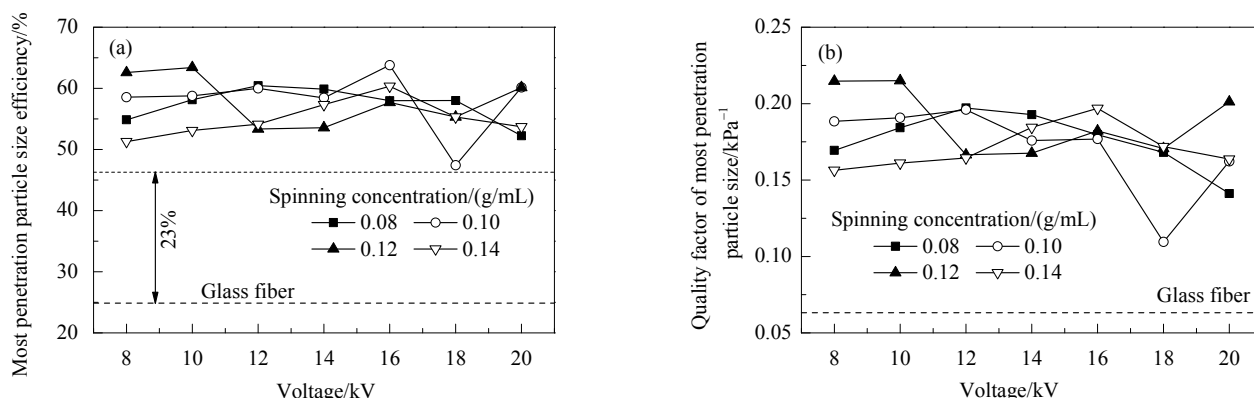 Most penetration particle size efficiency/%
70
60
50
40
30
20
(a)
23%
Spinning concentration/(g/mL)
0.08 0.10
0.12 0.14
Glass fiber
8 10 12 14 16 18 20
Voltage/kV
Quality factor of most penetration
particle size/kPa⁻¹
0.25
0.20
0.15
0.10
0.05
(b)
Spinning concentration/(g/mL)
0.08 0.10
0.12 0.14
Glass fiber
8 10 12 14 16 18 20
Voltage/kV